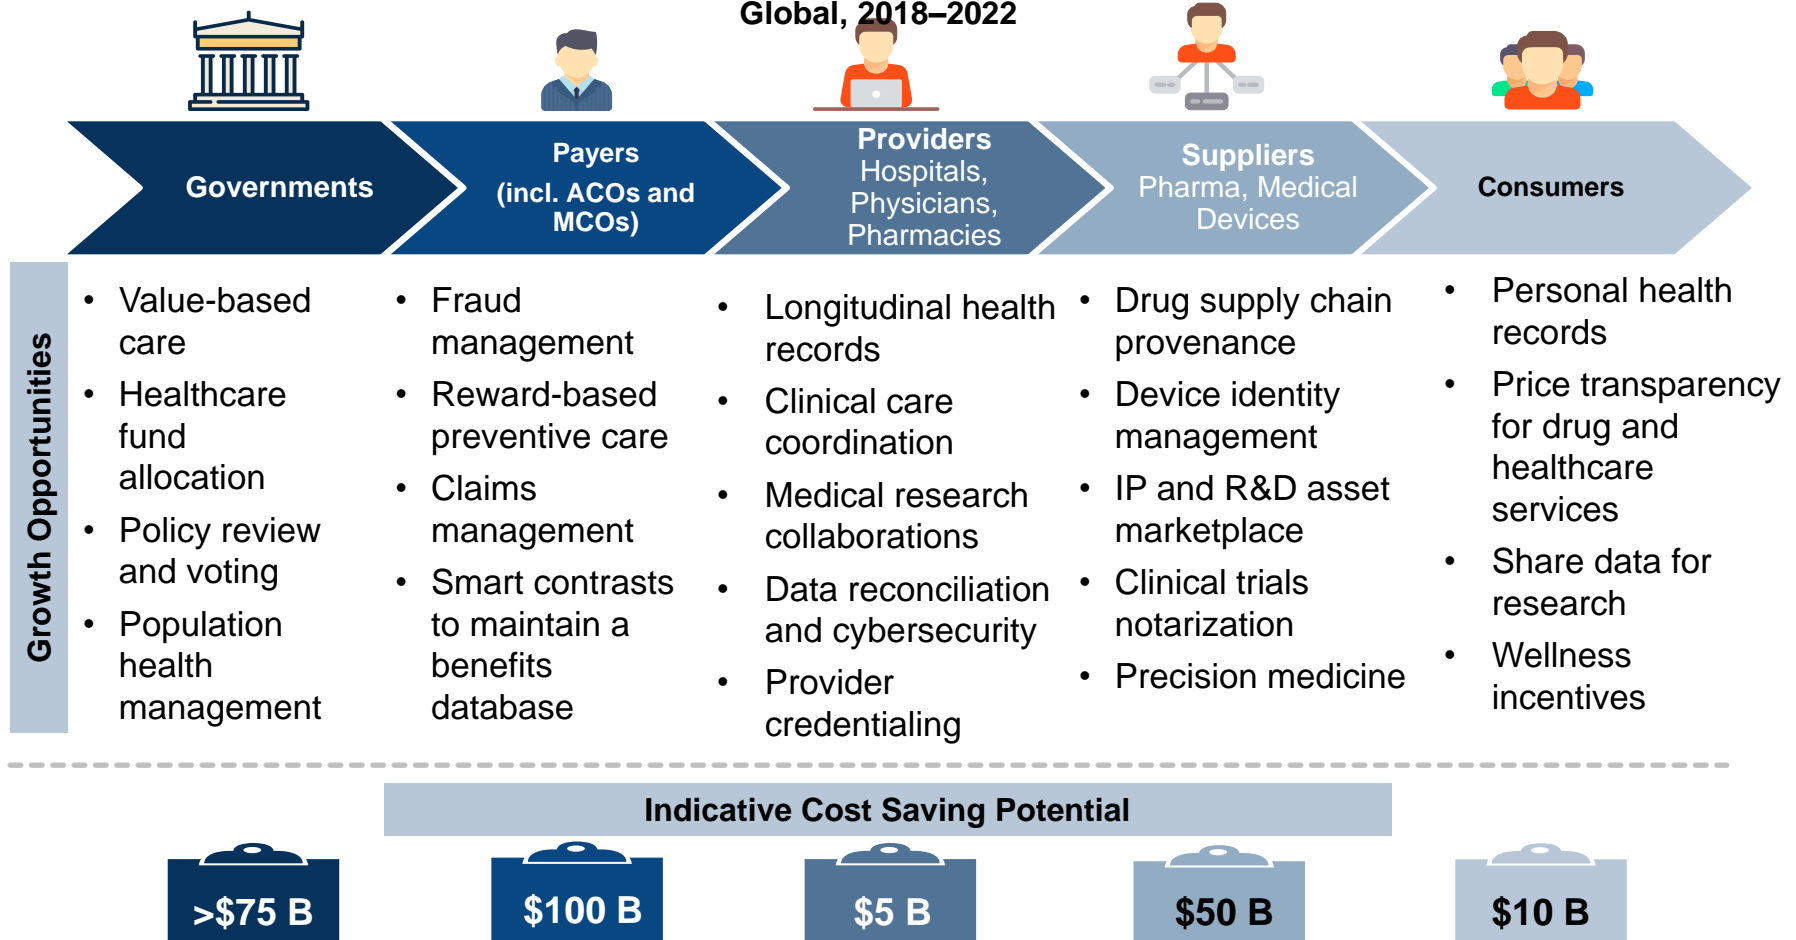 Global, 2018–2022
Governments
Payers
(incl. ACOs and
MCOs)
Providers
Hospitals,
Physicians,
Pharmacies
Suppliers
Pharma, Medical
Devices
Consumers
Growth Opportunities
• Value-based
care
• Healthcare
fund
allocation
• Policy review
and voting
• Population
health
management
• Fraud
management
• Reward-based
preventive care
• Claims
management
• Smart contrasts
to maintain a
benefits
database
• Longitudinal health
records
• Clinical care
coordination
• Medical research
collaborations
• Data reconciliation
and cybersecurity
• Provider
credentialing
• Drug supply chain
provenance
• Device identity
management
• IP and R&D asset
marketplace
• Clinical trials
notarization
• Precision medicine
• Personal health
records
• Price transparency
for drug and
healthcare
services
• Share data for
research
• Wellness
incentives
Indicative Cost Saving Potential
>$75 B
$100 B
$5 B
$50 B
$10 B